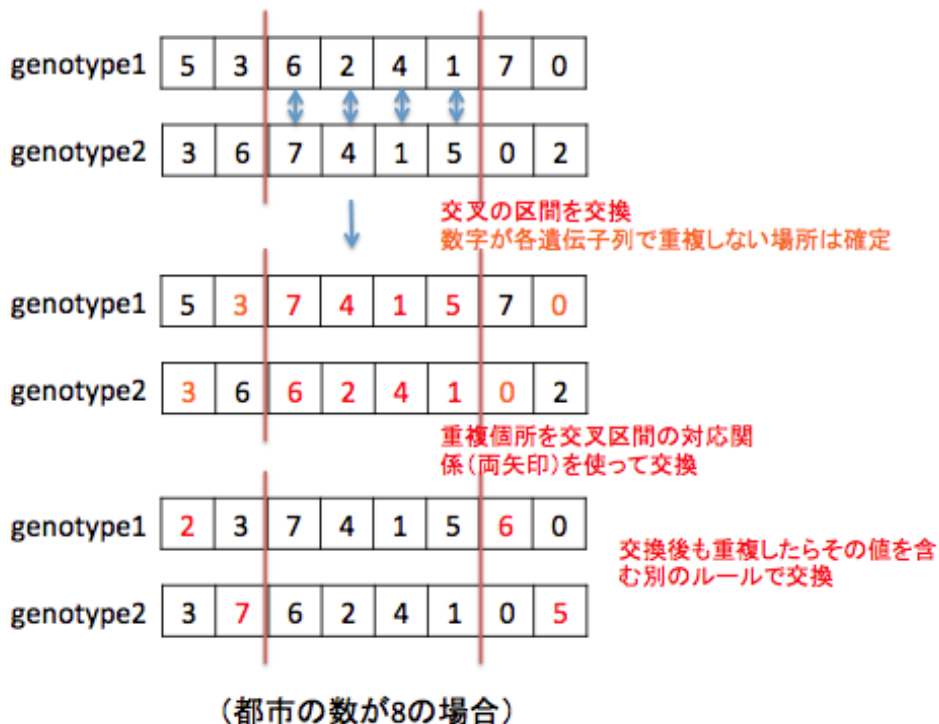 genotype1 5 3 6 2 4 1 7 0
genotype2 3 6 7 4 1 5 0 2
交叉の区間を交換
数字が各遺伝子列で重複しない場所は確定
genotype1 5 3 7 4 1 5 7 0
genotype2 3 6 6 2 4 1 0 2
重複個所を交叉区間の対応関
係(両矢印)を使って交換
genotype1 2 3 7 4 1 5 6 0
交換後も重複したらその値を含
む別のルールで交換
genotype2 3 7 6 2 4 1 0 5
(都市の数が8の場合)